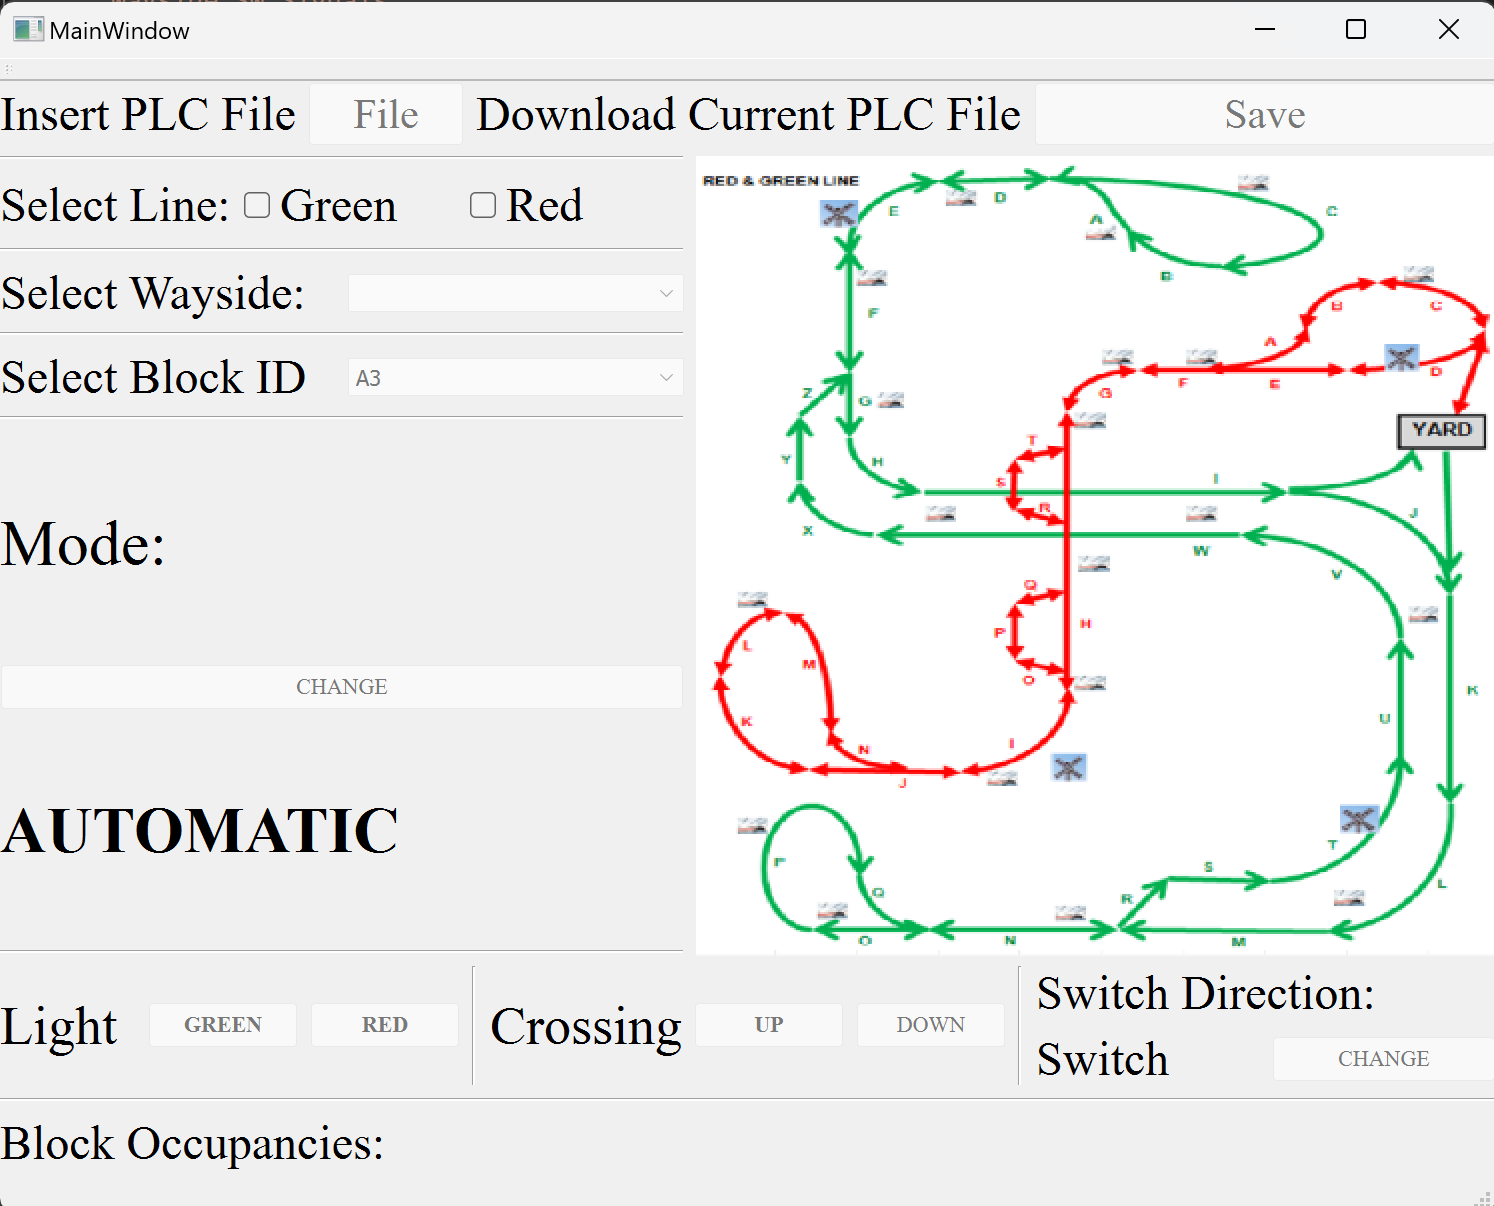 MainWindow
Insert PLC File File Download Current PLC File Save
Select Line: Green Red
Select Wayside:
Select Block ID A3
Mode:
CHANGE
AUTOMATIC
RED & GREEN LINE
E D C
A
B
F
B C
A
Z G G F E D
YARD
T
Y H
S I
R J
X W
V
Q
P H
L
M O
K R
U
K N I
J
T
P S
Q R L
O N M
Light GREEN RED Crossing UP DOWN Switch Direction:
Switch CHANGE
Block Occupancies: